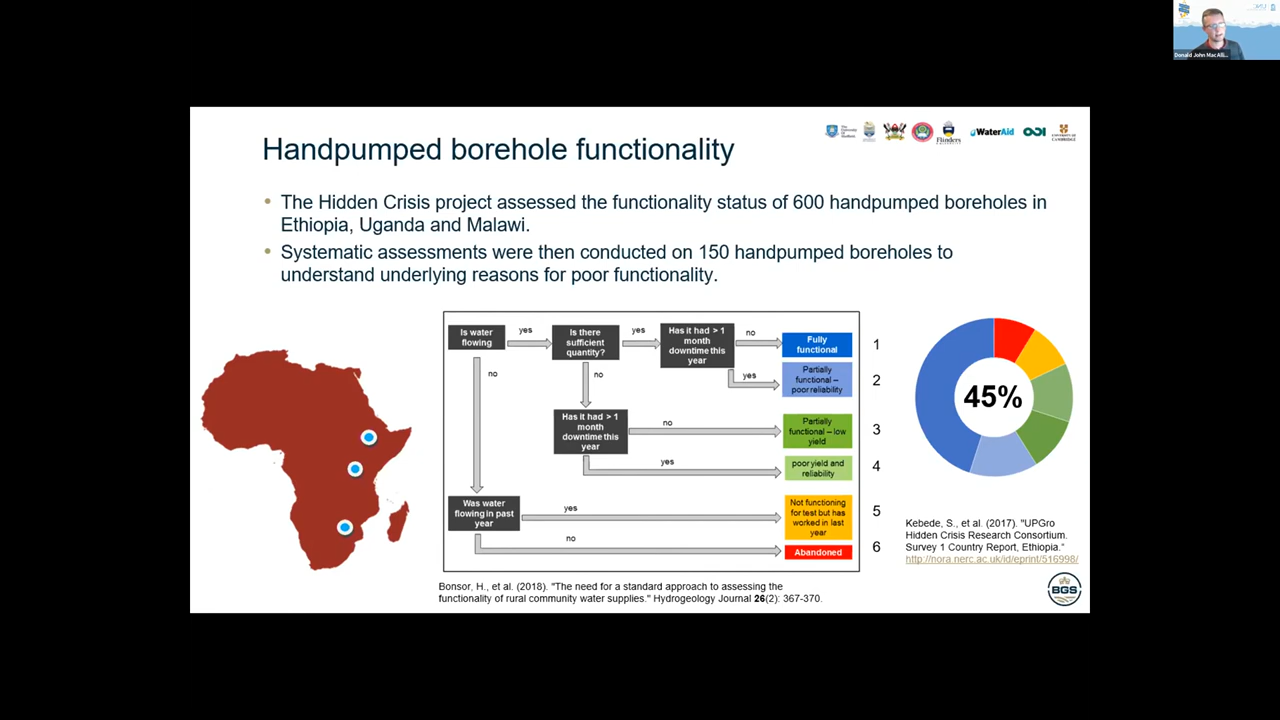 Donald John MacAlli...
Handpumped borehole functionality
WaterAid
Flinders
• The Hidden Crisis project assessed the functionality status of 600 handpumped boreholes in
Ethiopia, Uganda and Malawi.
• Systematic assessments were then conducted on 150 handpumped boreholes to
understand underlying reasons for poor functionality.
Is water
flowing
yes
Is there
sufficient
quantity?
yes
Has it had > 1
month
downtime this
year
no
Fully
functional
1
yes
Partially
functional –
poor reliability
2
no
no
Has it had > 1
month
downtime this
year
no
Partially
functional – low
yield
3
yes
poor yield and
reliability
4
Was water
flowing in past
year
yes
Not functioning
for test but has
worked in last
year
5
no
Abandoned
6
45%
Kebede, S., et al. (2017). "UPGro
Hidden Crisis Research Consortium.
Survey 1 Country Report, Ethiopia."
http://nora.nerc.ac.uk/id/eprint/516998/
Bonsor, H., et al. (2018). "The need for a standard approach to assessing the
functionality of rural community water supplies." Hydrogeology Journal 26(2): 367-370.
BGS